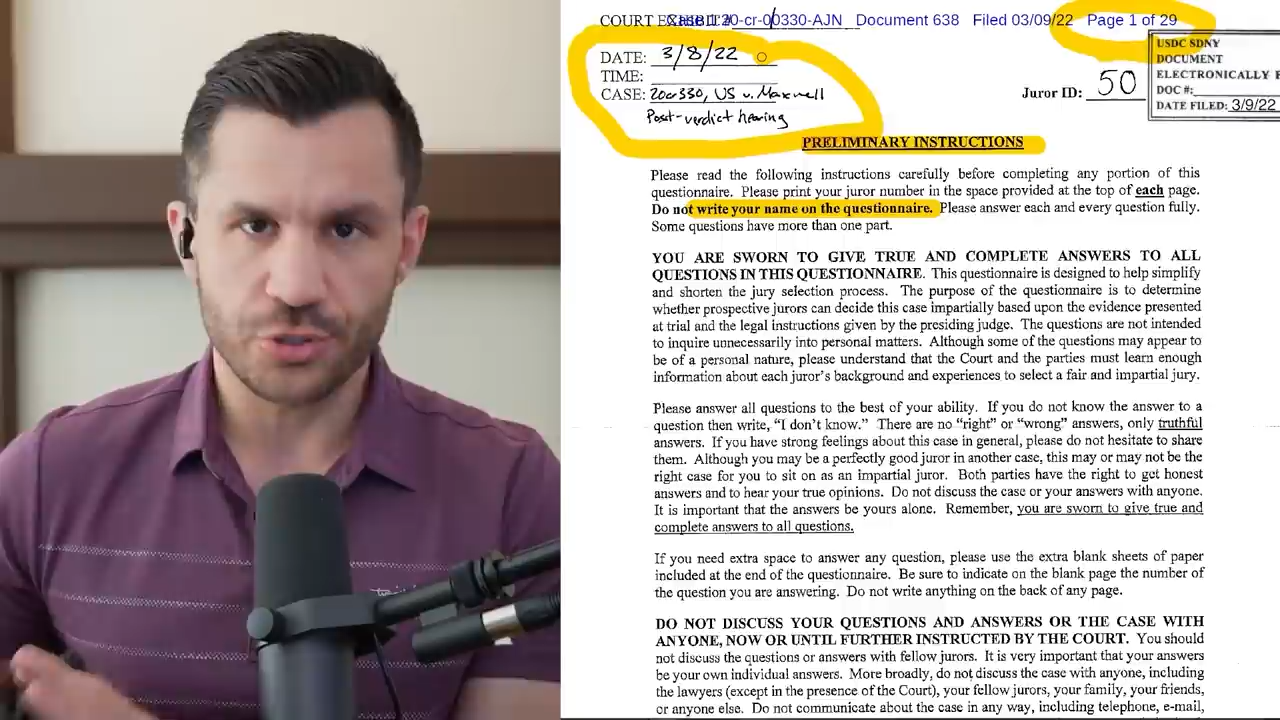 COURT EXHIBIT # 1
Case 1:20-cr-00330-AJN Document 638 Filed 03/09/22 Page 1 of 29
DATE: 3/8/22
TIME:
CASE: 20cr330, US v. Maxwell
Post-verdict hearing
Juror ID: 50
USDC SDNY
DOCUMENT
ELECTRONICALLY F
DOC #:
DATE FILED: 3/9/22
PRELIMINARY INSTRUCTIONS
Please read the following instructions carefully before completing any portion of this
questionnaire. Please print your juror number in the space provided at the top of each page.
Do not write your name on the questionnaire. Please answer each and every question fully.
Some questions have more than one part.
YOU ARE SWORN TO GIVE TRUE AND COMPLETE ANSWERS TO ALL
QUESTIONS IN THIS QUESTIONNAIRE. This questionnaire is designed to help simplify
and shorten the jury selection process. The purpose of the questionnaire is to determine
whether prospective jurors can decide this case impartially based upon the evidence presented
at trial and the legal instructions given by the presiding judge. The questions are not intended
to inquire unnecessarily into personal matters. Although some of the questions may appear to
be of a personal nature, please understand that the Court and the parties must learn enough
information about each juror's background and experiences to select a fair and impartial jury.
Please answer all questions to the best of your ability. If you do not know the answer to a
question then write, "I don't know." There are no "right" or "wrong" answers, only truthful
answers. If you have strong feelings about this case in general, please do not hesitate to share
them. Although you may be a perfectly good juror in another case, this may or may not be the
right case for you to sit on as an impartial juror. Both parties have the right to get honest
answers and to hear your true opinions. Do not discuss the case or your answers with anyone.
It is important that the answers be yours alone. Remember, you are sworn to give true and
complete answers to all questions.
If you need extra space to answer any question, please use the extra blank sheets of paper
included at the end of the questionnaire. Be sure to indicate on the blank page the number of
the question you are answering. Do not write anything on the back of any page.
DO NOT DISCUSS YOUR QUESTIONS AND ANSWERS OR THE CASE WITH
ANYONE, NOW OR UNTIL FURTHER INSTRUCTED BY THE COURT. You should
not discuss the questions or answers with fellow jurors. It is very important that your answers
be your own individual answers. More broadly, do not discuss the case with anyone, including
the lawyers (except in the presence of the Court), your fellow jurors, your family, your friends,
or anyone else. Do not communicate about the case in any way, including telephone, e-mail,